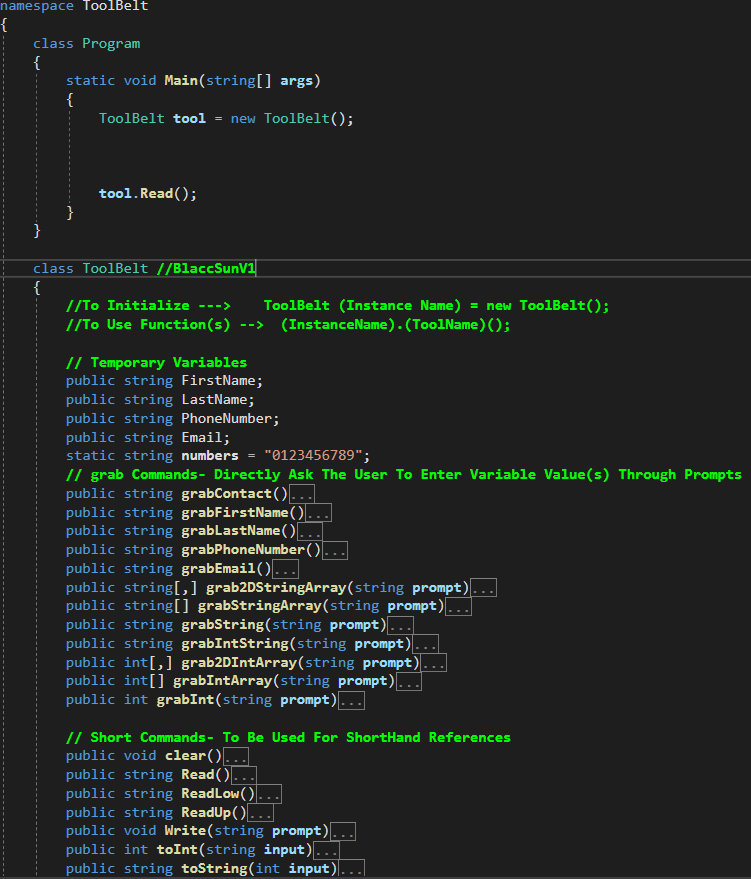 namespace ToolBelt
{
class Program
{
static void Main(string[] args)
{
ToolBelt tool = new ToolBelt();
tool.Read();
}
}
class ToolBelt //BlaccSunV1
{
//To Initialize ---> ToolBelt (Instance Name) = new ToolBelt();
//To Use Function(s) --> (InstanceName).(ToolName)();
// Temporary Variables
public string FirstName;
public string LastName;
public string PhoneNumber;
public string Email;
static string numbers = "0123456789";
// grab Commands- Directly Ask The User To Enter Variable Value(s) Through Prompts
public string grabContact()...
public string grabFirstName()...
public string grabLastName()...
public string grabPhoneNumber()...
public string grabEmail()...
public string[,] grab2DStringArray(string prompt)...
public string[] grabStringArray(string prompt)...
public string grabString(string prompt)...
public string grabIntString(string prompt)...
public int[,] grab2DIntArray(string prompt)...
public int[] grabIntArray(string prompt)...
public int grabInt(string prompt)...
// Short Commands- To Be Used For ShortHand References
public void clear()...
public string Read()...
public string ReadLow()...
public string ReadUp()...
public void Write(string prompt)...
public int toInt(string input)...
public string toString(int input)...